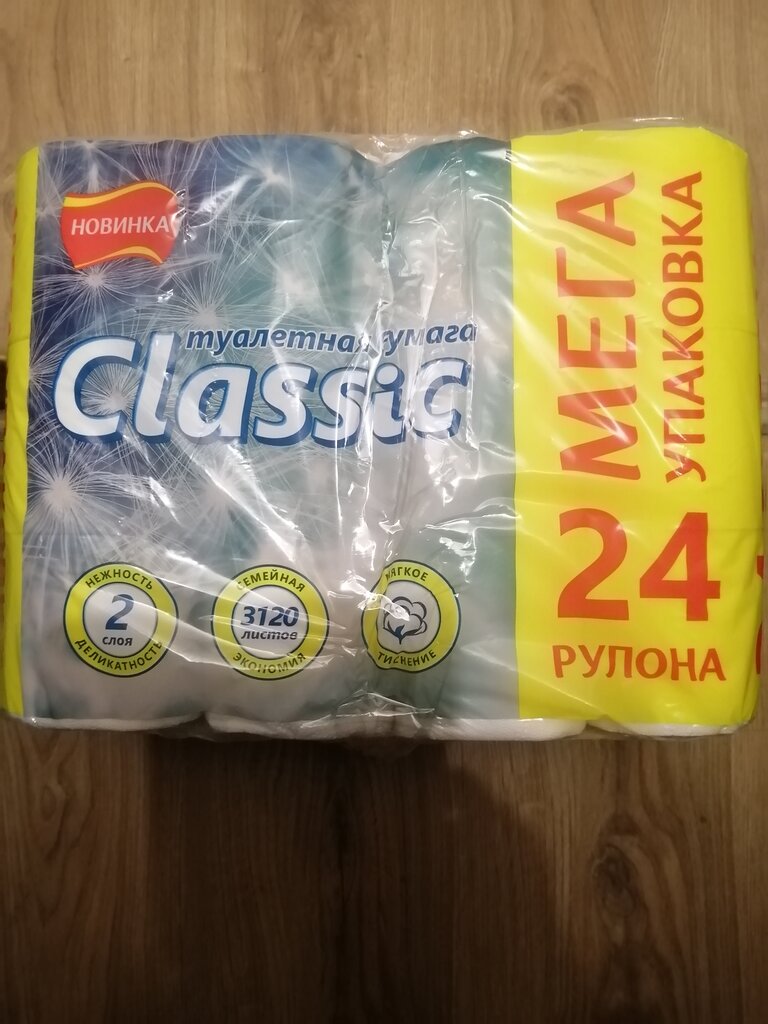 НОВИНКА
туалетная бумага
Classic
НЕЖНОСТЬ
2
слоя
ДЕЛИКАТНОСТЬ
СЕМЕЙНАЯ
3120
листов
ЭКОНОМИЯ
МЯГКОЕ
ТИСНЕНИЕ
МЕГА
УПАКОВКА
24
РУЛОНА